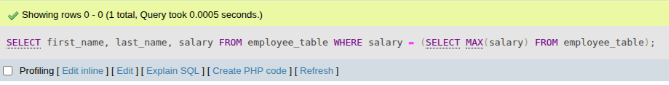 Showing rows 0 - 0 (1 total, Query took 0.0005 seconds.)
SELECT first_name, last_name, salary FROM employee_table WHERE salary = (SELECT MAX(salary) FROM employee_table);
Profiling [ Edit inline ] [ Edit ] [ Explain SQL ] [ Create PHP code ] [ Refresh ]